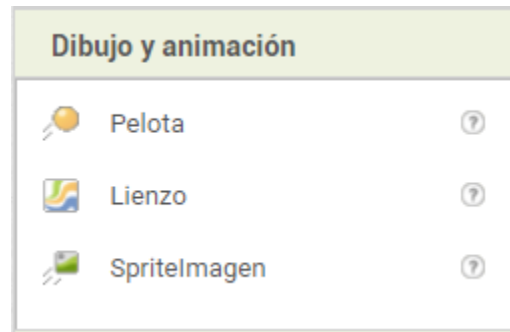 Dibujo y animación
Pelota ?
Lienzo ?
SpriteImagen ?